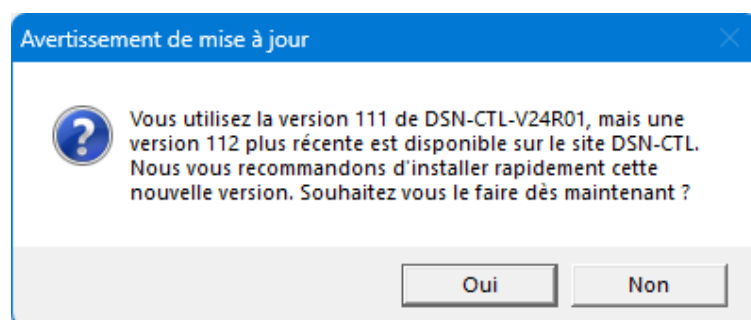 Avertissement de mise à jour
Vous utilisez la version 111 de DSN-CTL-V24R01, mais une
version 112 plus récente est disponible sur le site DSN-CTL.
Nous vous recommandons d'installer rapidement cette
nouvelle version. Souhaitez vous le faire dès maintenant ?
Oui
Non